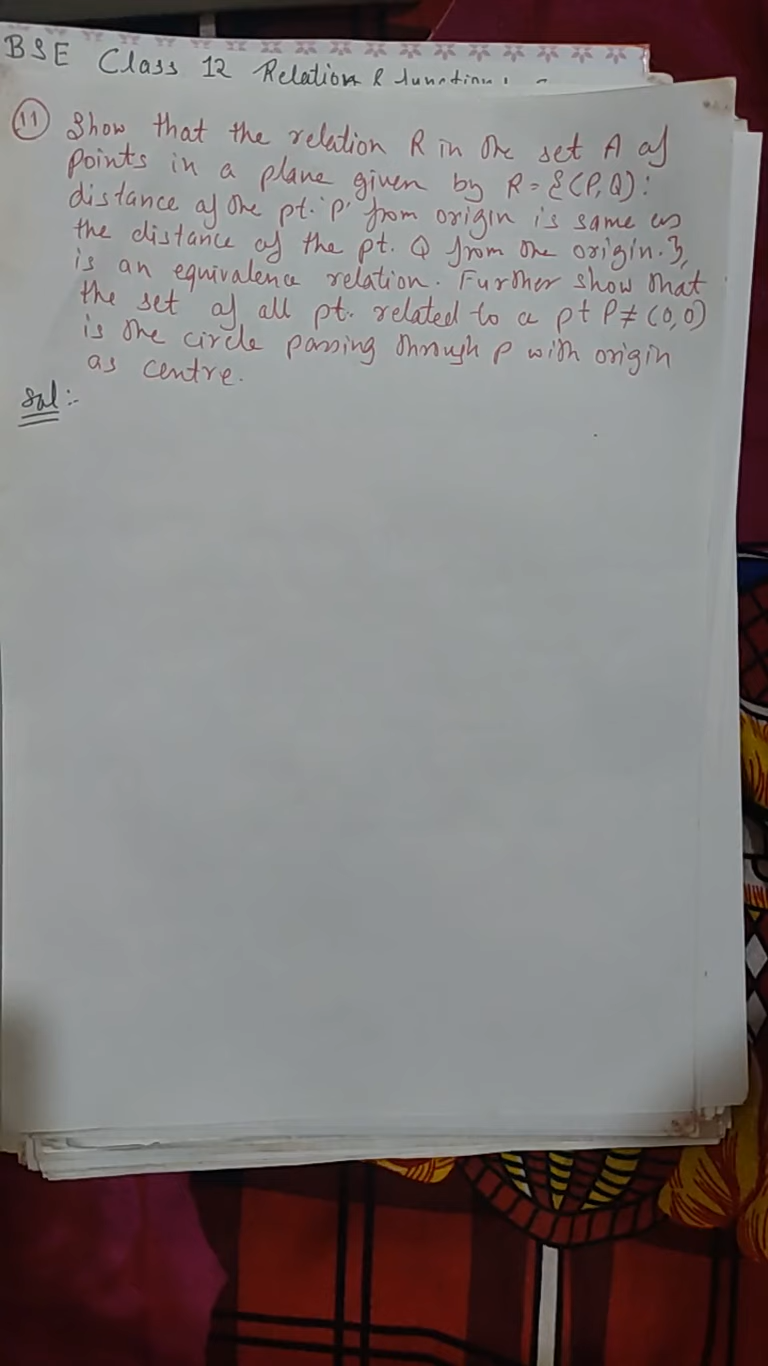 BSE Class 12 Relation & function
11 Show that the relation R in the set A of
points in a plane given by R = {(P,Q):
distance of the pt. 'P' from origin is same as
the distance of the pt. Q from the origin.},
is an equivalence relation. Further show that
the set of all pt. related to a pt P ≠ (0,0)
is the circle passing through P with origin
as centre.
Sol:-